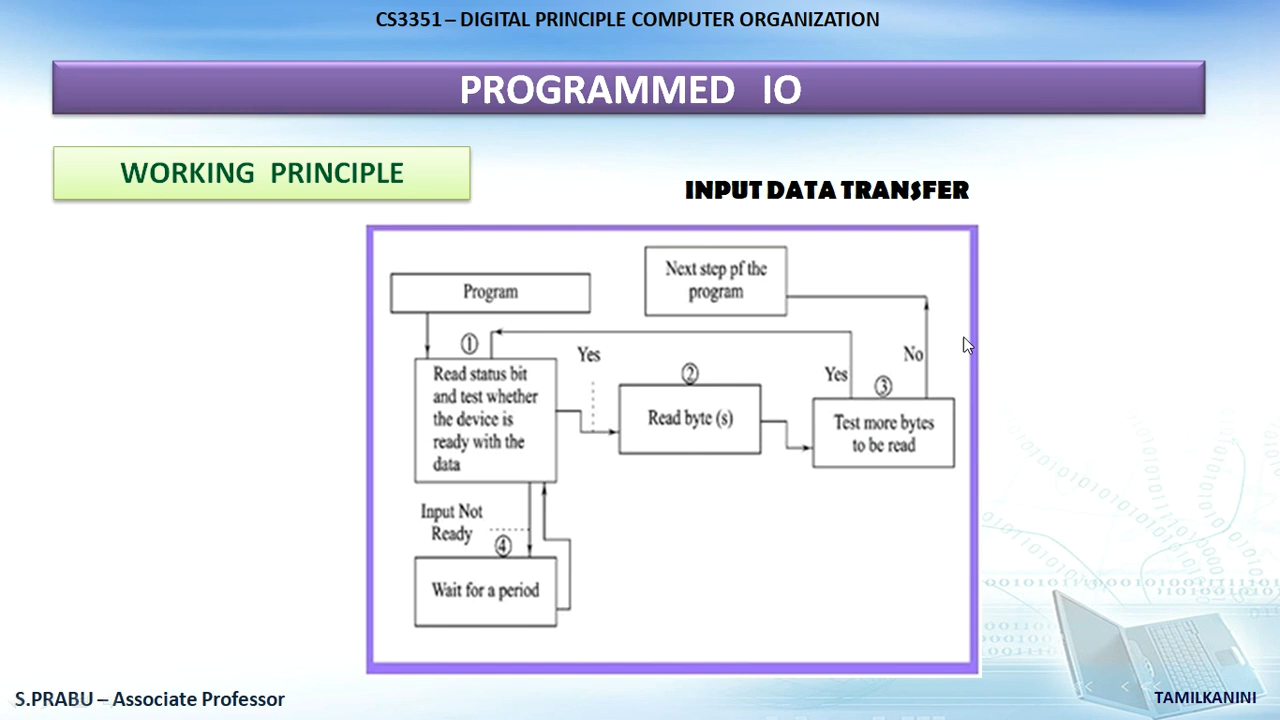 CS3351 – DIGITAL PRINCIPLE COMPUTER ORGANIZATION
PROGRAMMED IO
WORKING PRINCIPLE
INPUT DATA TRANSFER
Program
Next step pf the
program
①
Read status bit
and test whether
the device is
ready with the
data
Yes
②
Read byte (s)
Yes
No
③
Test more bytes
to be read
Input Not
Ready
④
Wait for a period
S.PRABU – Associate Professor
TAMILKANINI